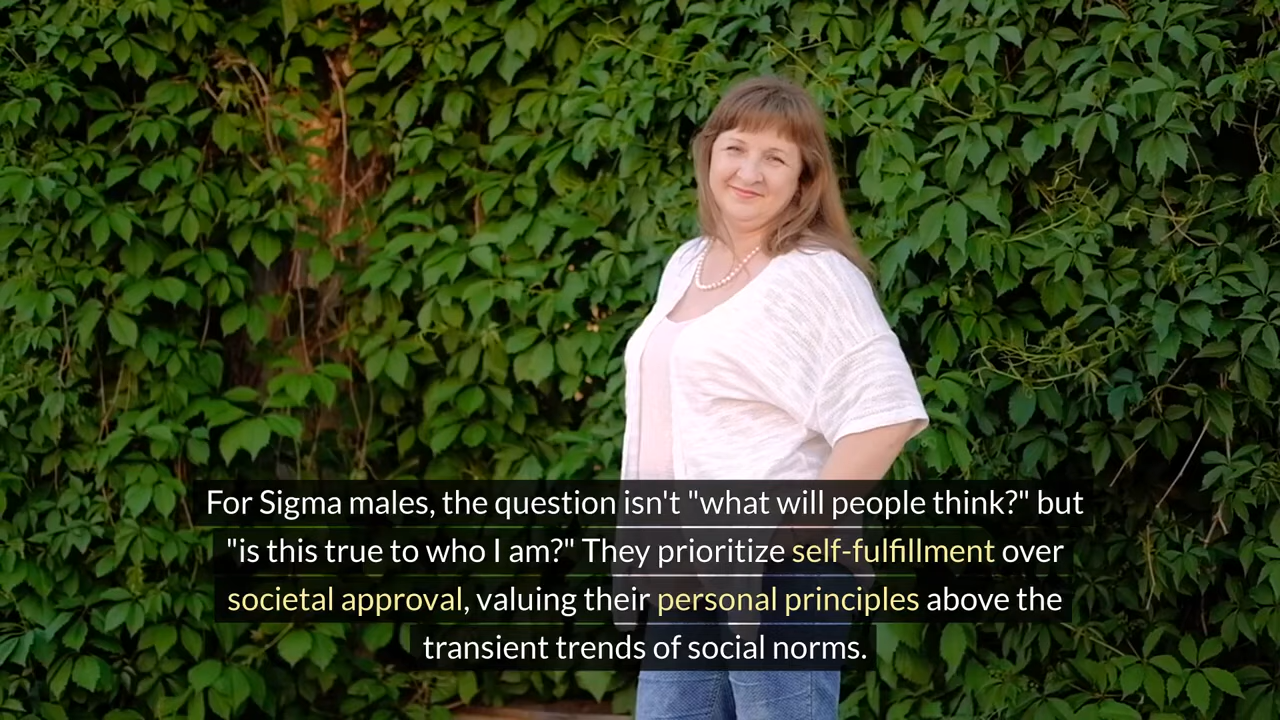 For Sigma males, the question isn't "what will people think?" but
"is this true to who I am?" They prioritize self-fulfillment over
societal approval, valuing their personal principles above the
transient trends of social norms.